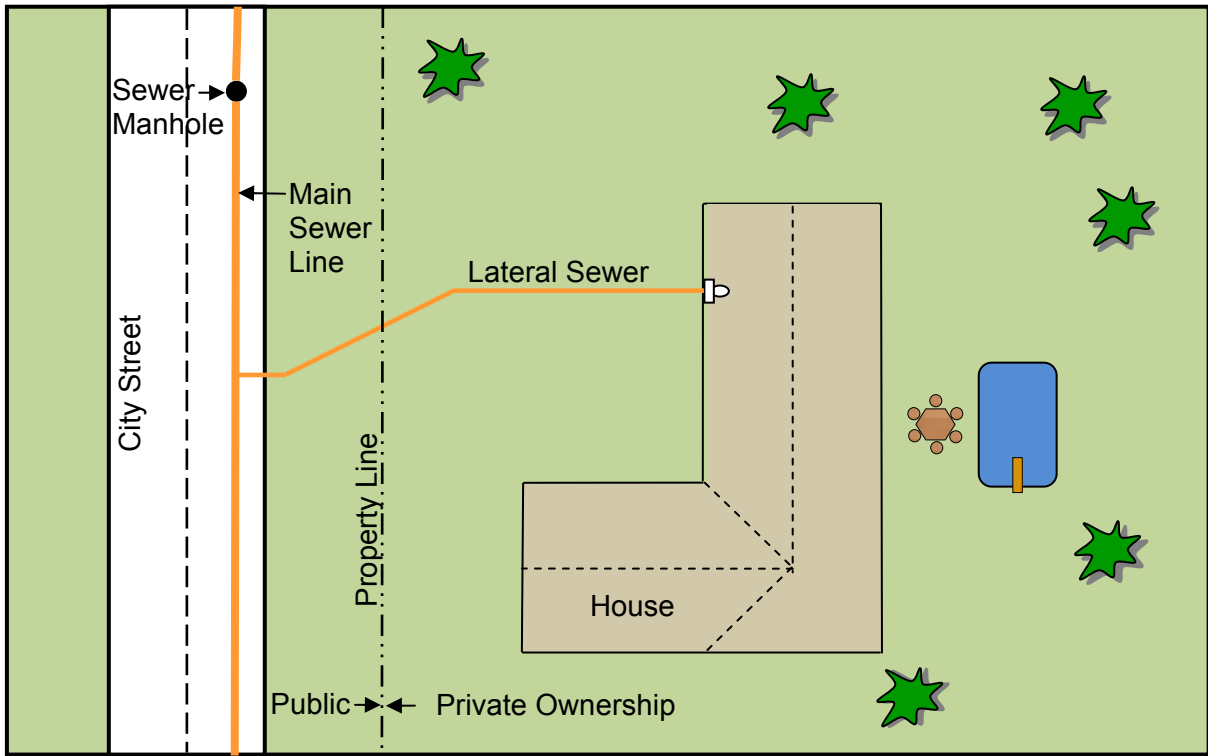 Sewer
Manhole
Main
Sewer
Line
Lateral Sewer
City Street
Property Line
House
Public
Private Ownership